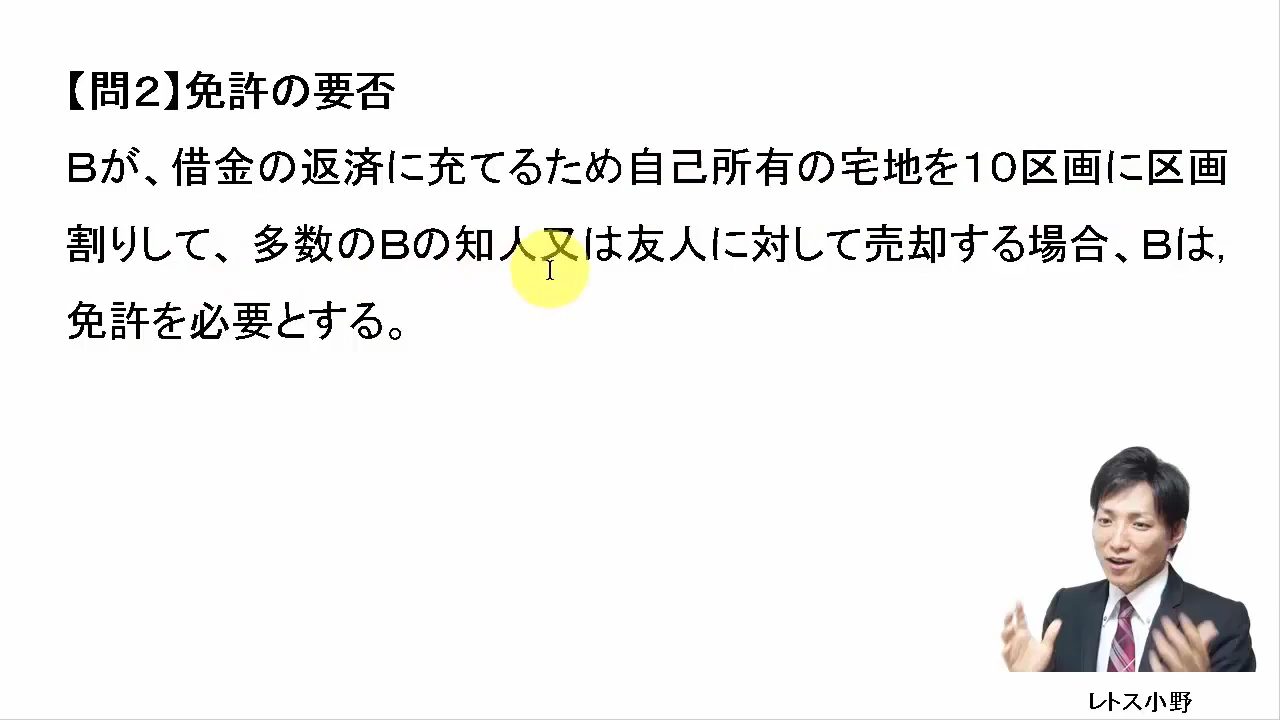 【問2】免許の要否
Bが、借金の返済に充てるため自己所有の宅地を10区画に区画
割りして、多数のBの知人又は友人に対して売却する場合、Bは,
免許を必要とする。
レトス小野